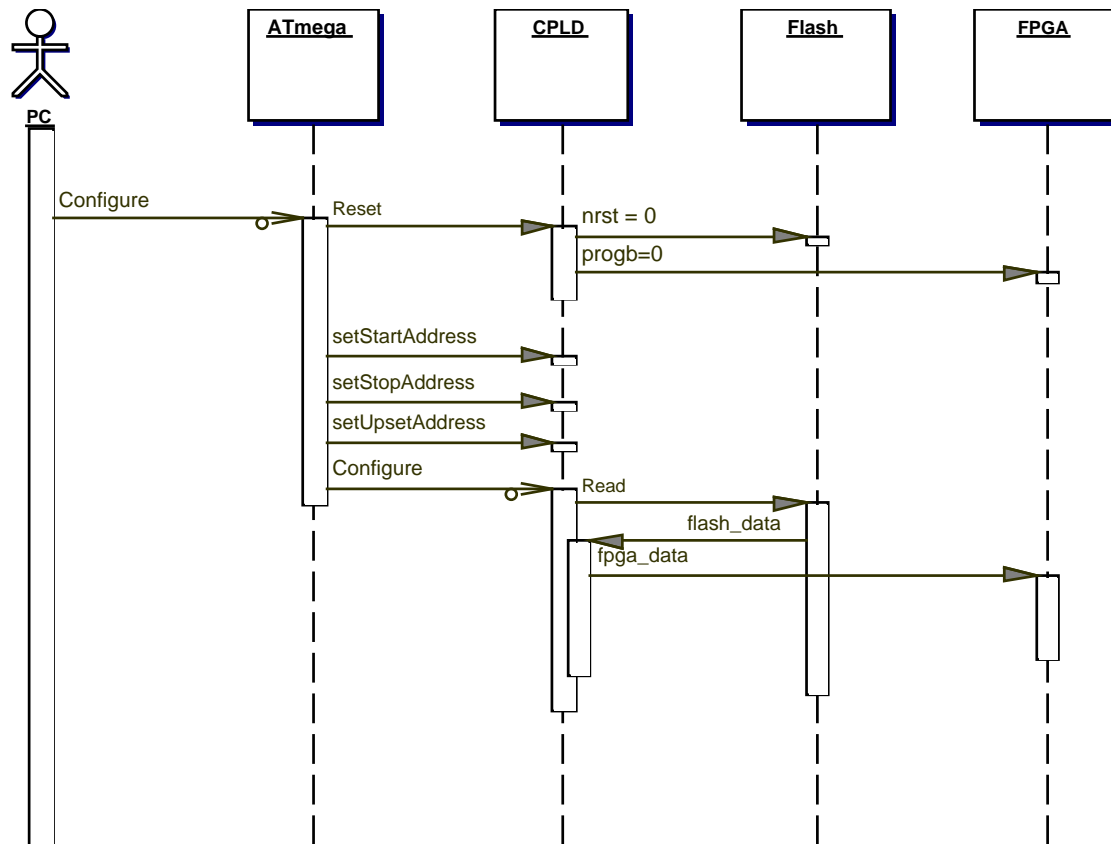 ATmega
CPLD
Flash
FPGA
PC
Configure
Reset
nrst = 0
progb=0
setStartAddress
setStopAddress
setUpsetAddress
Configure
Read
flash_data
fpga_data